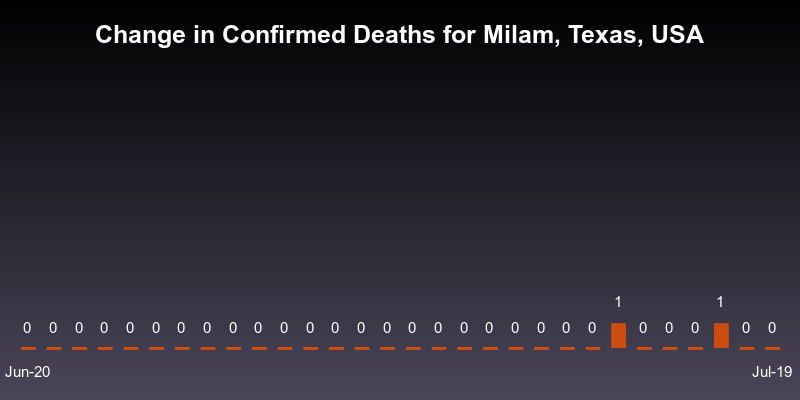 Change in Confirmed Deaths for Milam, Texas, USA
1 1
0 0 0 0 0 0 0 0 0 0 0 0 0 0 0 0 0 0 0 0 0 0 0 0 0 0 0 0
Jun-20 Jul-19